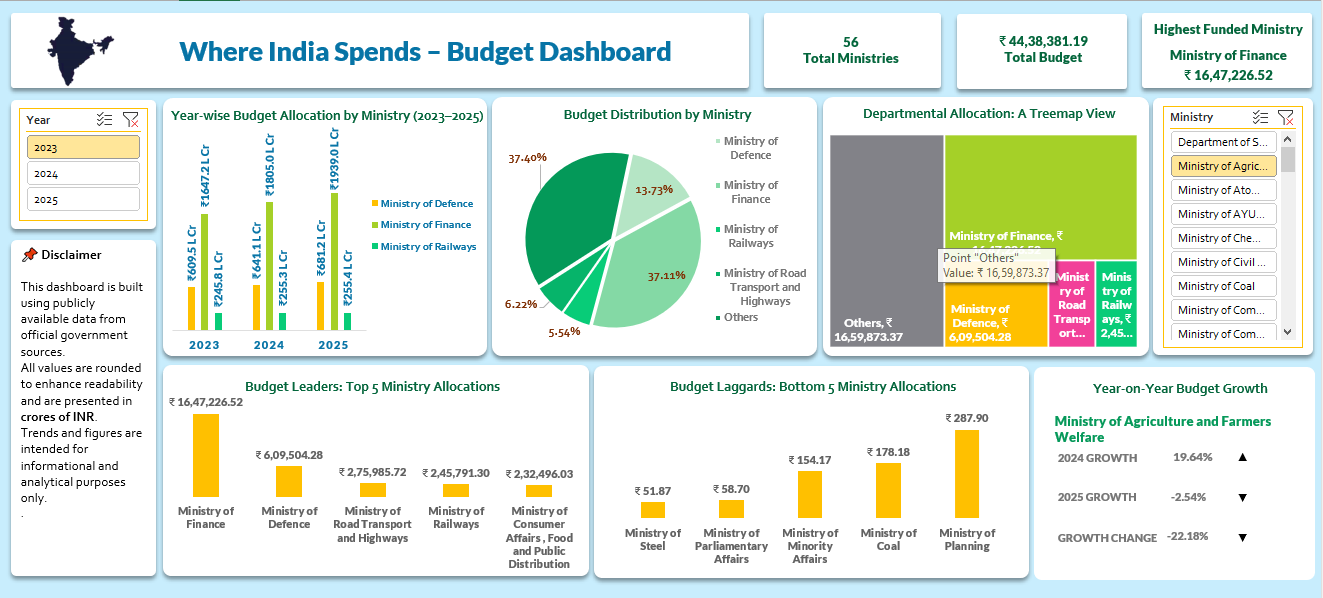 Where India Spends – Budget Dashboard
56
Total Ministries
₹ 44,38,381.19
Total Budget
Highest Funded Ministry
Ministry of Finance
₹ 16,47,226.52
Year
2023
2024
2025
📌 Disclaimer
This dashboard is built
using publicly
available data from
official government
sources.
All values are rounded
to enhance readability
and are presented in
crores of INR.
Trends and figures are
intended for
informational and
analytical purposes
only.
.
Year-wise Budget Allocation by Ministry (2023–2025)
₹609.5 L Cr
₹1647.2 L Cr
₹245.8 L Cr
₹641.1 L Cr
₹1805.0 L Cr
₹255.3 L Cr
₹681.2 L Cr
₹1939.0 L Cr
₹255.4 L Cr
2023
2024
2025
Ministry of Defence
Ministry of Finance
Ministry of Railways
Budget Distribution by Ministry
37.40%
13.73%
37.11%
6.22%
5.54%
Ministry of
Defence
Ministry of
Finance
Ministry of
Railways
Ministry of Road
Transport and
Highways
Others
Departmental Allocation: A Treemap View
Ministry of Finance, ₹
Point "Others"
Value: ₹ 16,59,873.37
Others, ₹
16,59,873.37
Ministry of
Defence, ₹
6,09,504.28
Minist
ry of
Road
Transp
ort...
Minis
try of
Railw
ays, ₹
2,45...
Ministry
Department of S...
Ministry of Agric...
Ministry of Ato...
Ministry of AYU...
Ministry of Che...
Ministry of Civil ...
Ministry of Coal
Ministry of Com...
Ministry of Com...
Budget Leaders: Top 5 Ministry Allocations
₹ 16,47,226.52
₹ 6,09,504.28
₹ 2,75,985.72
₹ 2,45,791.30
₹ 2,32,496.03
Ministry of
Finance
Ministry of
Defence
Ministry of
Road Transport
and Highways
Ministry of
Railways
Ministry of
Consumer
Affairs , Food
and Public
Distribution
Budget Laggards: Bottom 5 Ministry Allocations
₹ 51.87
₹ 58.70
₹ 154.17
₹ 178.18
₹ 287.90
Ministry of
Steel
Ministry of
Parliamentary
Affairs
Ministry of
Minority
Affairs
Ministry of
Coal
Ministry of
Planning
Year-on-Year Budget Growth
Ministry of Agriculture and Farmers
Welfare
2024 GROWTH 19.64% ▲
2025 GROWTH -2.54% ▼
GROWTH CHANGE -22.18% ▼